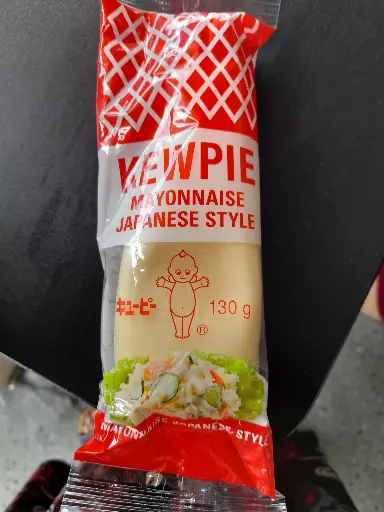 KEWPIE
MAYONNAISE
JAPANESE STYLE
キユーピー 130 g
®
MAYONNAISE JAPANESE STYLE